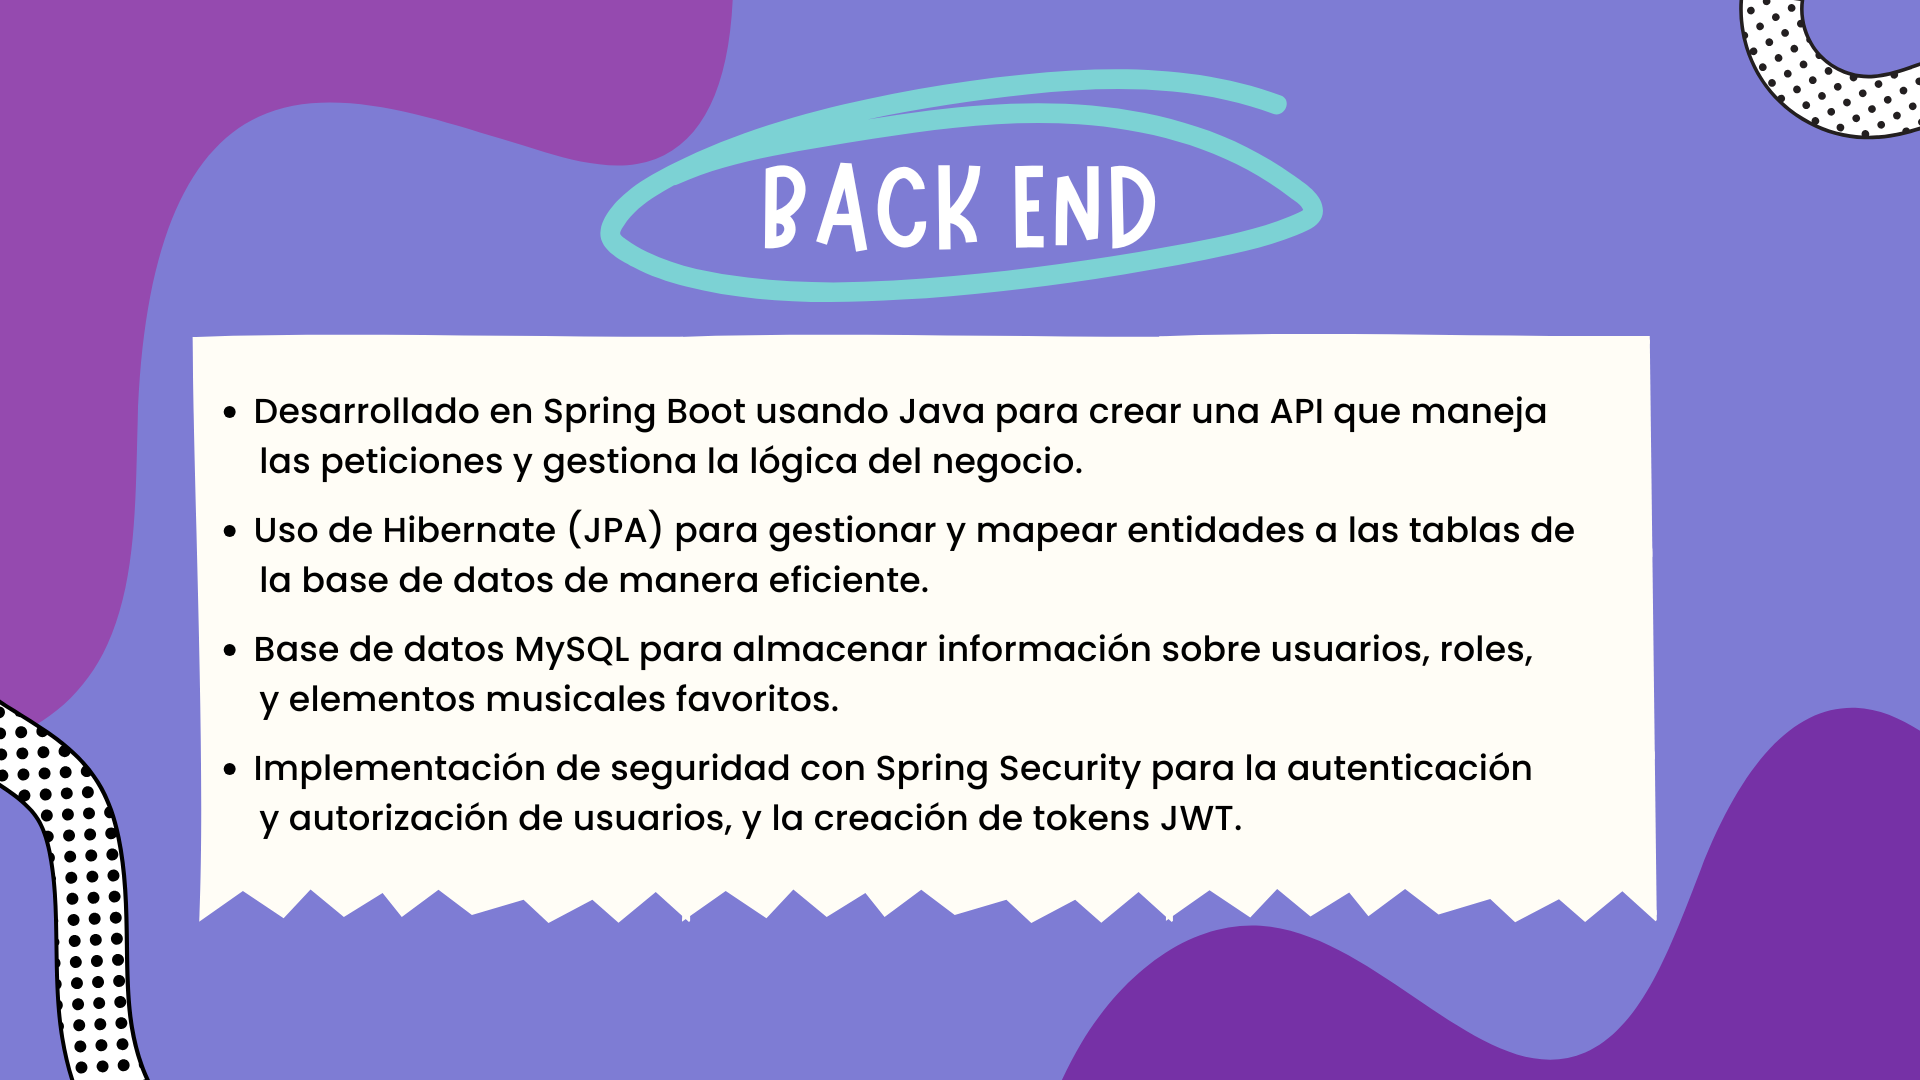 BACK END
• Desarrollado en Spring Boot usando Java para crear una API que maneja
las peticiones y gestiona la lógica del negocio.
• Uso de Hibernate (JPA) para gestionar y mapear entidades a las tablas de
la base de datos de manera eficiente.
• Base de datos MySQL para almacenar información sobre usuarios, roles,
y elementos musicales favoritos.
• Implementación de seguridad con Spring Security para la autenticación
y autorización de usuarios, y la creación de tokens JWT.